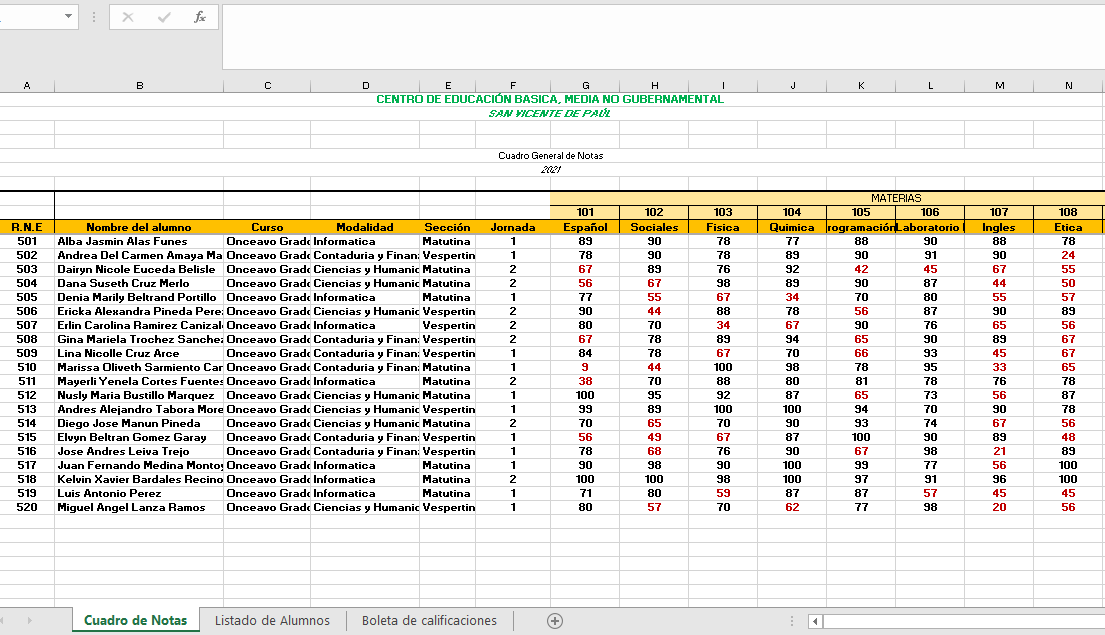 fx
A B C D E F G H I J K L M N
CENTRO DE EDUCACIÓN BASICA, MEDIA NO GUBERNAMENTAL
SAN VICENTE DE PAÚL
Cuadro General de Notas
2021
MATERIAS
101 102 103 104 105 106 107 108
R.N.E Nombre del alumno Curso Modalidad Sección Jornada Español Sociales Fisica Quimica rogramación Laboratorio Ingles Etica
501 Alba Jasmin Alas Funes Onceavo Grado Informatica Matutina 1 89 90 78 77 88 90 88 78
502 Andrea Del Carmen Amaya Ma Onceavo Grado Contaduria y Finan Vespertin 1 78 90 78 89 90 91 90 24
503 Dairyn Nicole Euceda Belisle Onceavo Grado Ciencias y Humanic Matutina 2 67 89 76 92 42 45 67 55
504 Dana Suseth Cruz Merlo Onceavo Grado Ciencias y Humanic Matutina 2 56 67 98 89 90 87 44 50
505 Denia Marily Beltrand Portillo Onceavo Grado Informatica Matutina 1 77 55 67 34 70 80 55 57
506 Ericka Alexandra Pineda Pere Onceavo Grado Ciencias y Humanic Vespertin 2 90 44 88 78 56 87 90 89
507 Erlin Carolina Ramirez Canizal Onceavo Grado Informatica Vespertin 2 80 70 34 67 90 76 65 56
508 Gina Mariela Trochez Sanche Onceavo Grado Contaduria y Finan Vespertin 2 67 78 89 94 65 90 89 67
509 Lina Nicolle Cruz Arce Onceavo Grado Contaduria y Finan Vespertin 1 84 78 67 70 66 93 45 67
510 Marissa Oliveth Sarmiento Car Onceavo Grado Contaduria y Finan Matutina 1 9 44 100 98 78 95 33 65
511 Mayerli Yenela Cortes Fuentes Onceavo Grado Informatica Matutina 2 38 70 88 80 81 78 76 78
512 Nusly Maria Bustillo Marquez Onceavo Grado Ciencias y Humanic Matutina 1 100 95 92 87 65 73 56 87
513 Andres Alejandro Tabora More Onceavo Grado Ciencias y Humanic Vespertin 1 99 89 100 100 94 70 90 78
514 Diego Jose Manun Pineda Onceavo Grado Ciencias y Humanic Matutina 2 70 65 70 90 93 74 67 56
515 Elvyn Beltran Gomez Garay Onceavo Grado Contaduria y Finan Vespertin 1 56 49 67 87 100 90 89 48
516 Jose Andres Leiva Trejo Onceavo Grado Contaduria y Finan Vespertin 1 78 68 76 90 67 98 21 89
517 Juan Fernando Medina Montoy Onceavo Grado Informatica Matutina 1 90 98 90 100 99 77 56 100
518 Kelvin Xavier Bardales Recino Onceavo Grado Informatica Matutina 2 100 100 98 100 97 91 96 100
519 Luis Antonio Perez Onceavo Grado Informatica Matutina 1 71 80 59 87 87 57 45 45
520 Miguel Angel Lanza Ramos Onceavo Grado Ciencias y Humanic Vespertin 1 80 57 70 62 77 98 20 56
Cuadro de Notas Listado de Alumnos Boleta de calificaciones